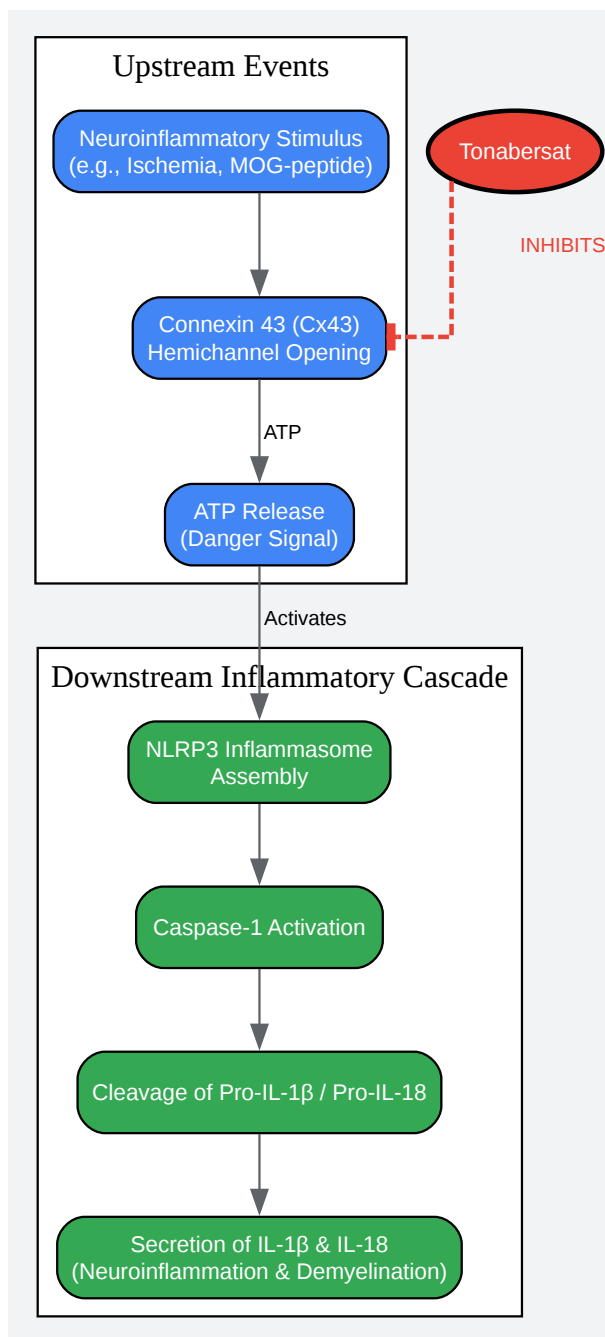 Upstream Events
Neuroinflammatory Stimulus
(e.g., Ischemia, MOG-peptide)
Tonabersat
INHIBITS
Connexin 43 (Cx43)
Hemichannel Opening
ATP
ATP Release
(Danger Signal)
Activates
Downstream Inflammatory Cascade
NLRP3 Inflammasome
Assembly
Caspase-1 Activation
Cleavage of Pro-IL-1β / Pro-IL-18
Secretion of IL-1β & IL-18
(Neuroinflammation & Demyelination)